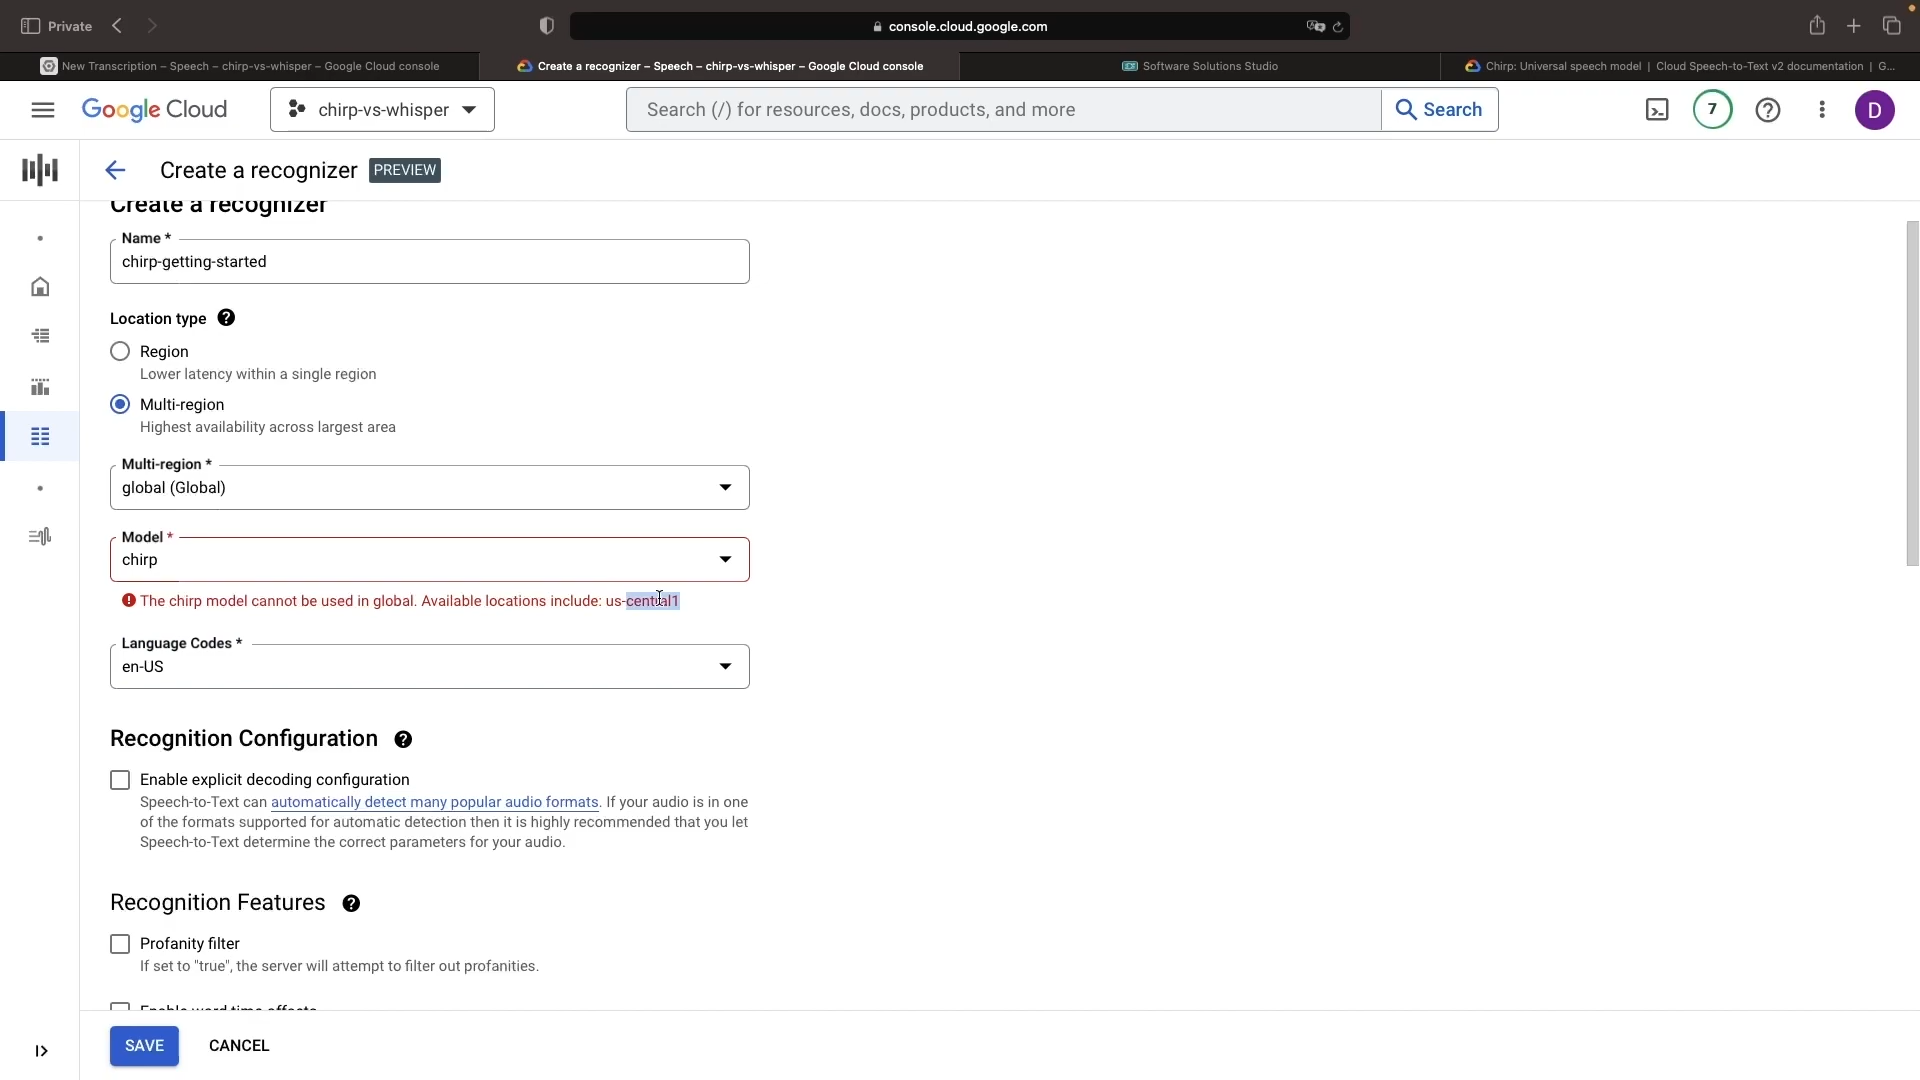 Private
console.cloud.google.com
New Transcription – Speech – chirp-vs-whisper – Google Cloud console
Create a recognizer – Speech – chirp-vs-whisper – Google Cloud console
Software Solutions Studio
Chirp: Universal speech model | Cloud Speech-to-Text v2 documentation | G...
Google Cloud
chirp-vs-whisper
Search (/) for resources, docs, products, and more
Search
7
D
Create a recognizer
PREVIEW
Create a recognizer
Name *
chirp-getting-started
Location type
Region
Lower latency within a single region
Multi-region
Highest availability across largest area
Multi-region *
global (Global)
Model *
chirp
The chirp model cannot be used in global. Available locations include: us-central1
Language Codes *
en-US
Recognition Configuration
Enable explicit decoding configuration
Speech-to-Text can automatically detect many popular audio formats. If your audio is in one
of the formats supported for automatic detection then it is highly recommended that you let
Speech-to-Text determine the correct parameters for your audio.
Recognition Features
Profanity filter
If set to "true", the server will attempt to filter out profanities.
Enable word time offsets
SAVE
CANCEL